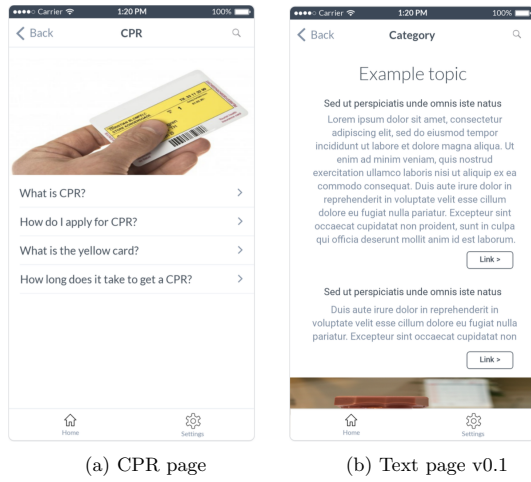 Carrier 1:20 PM 100%
Back CPR
What is CPR?
How do I apply for CPR?
What is the yellow card?
How long does it take to get a CPR?
Home Settings
(a) CPR page
Carrier 1:20 PM 100%
Back Category
Example topic
Sed ut perspiciatis unde omnis iste natus
Lorem ipsum dolor sit amet, consectetur
adipiscing elit, sed do eiusmod tempor
incididunt ut labore et dolore magna aliqua. Ut
enim ad minim veniam, quis nostrud
exercitation ullamco laboris nisi ut aliquip ex ea
commodo consequat. Duis aute irure dolor in
reprehenderit in voluptate velit esse cillum
dolore eu fugiat nulla pariatur. Excepteur sint
occaecat cupidatat non proident, sunt in culpa
qui officia deserunt mollit anim id est laborum.
Link >
Sed ut perspiciatis unde omnis iste natus
Duis aute irure dolor in reprehenderit in
voluptate velit esse cillum dolore eu fugiat nulla
pariatur. Excepteur sint occaecat cupidatat non
Link >
Home Settings
(b) Text page v0.1